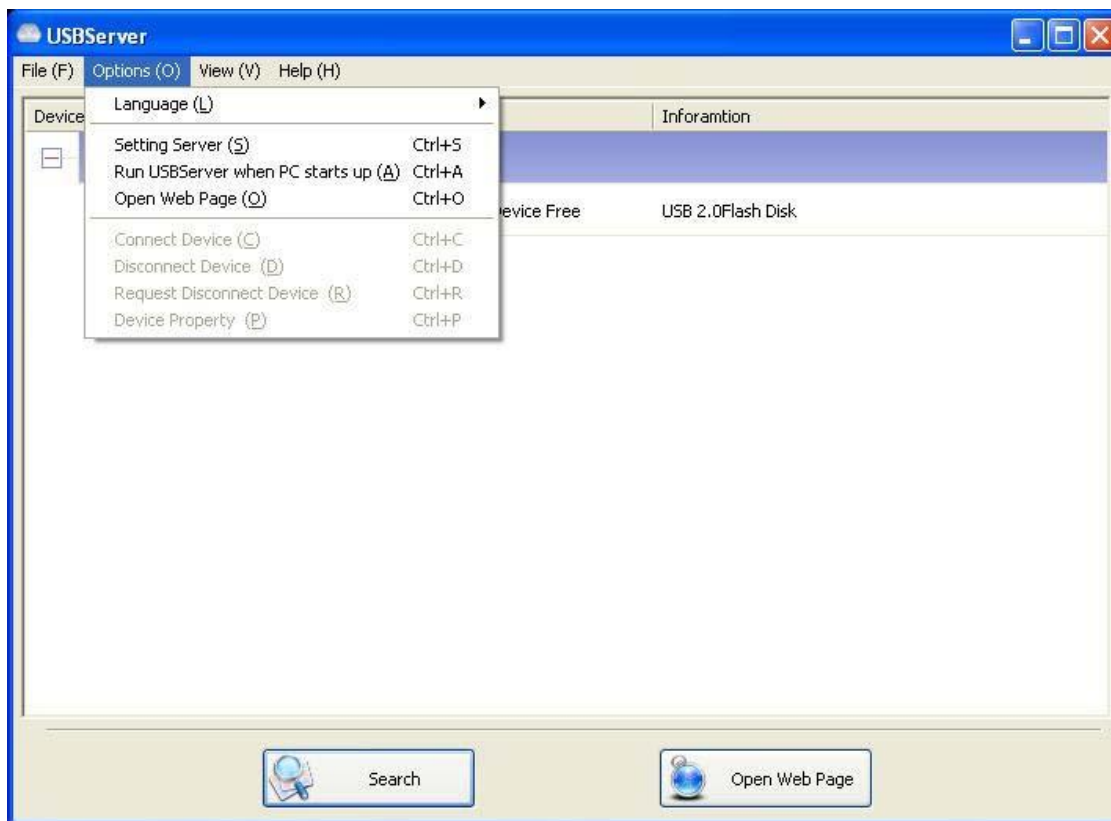 USBServer
File (F) Options (O) View (V) Help (H)
Device Inforamtion
Language (L)
Setting Server (S) Ctrl+S
Run USBServer when PC starts up (A) Ctrl+A
Open Web Page (O) Ctrl+O
Free USB 2.0Flash Disk
Connect Device (C) Ctrl+C
Disconnect Device (D) Ctrl+D
Request Disconnect Device (R) Ctrl+R
Device Property (P) Ctrl+P
Search Open Web Page